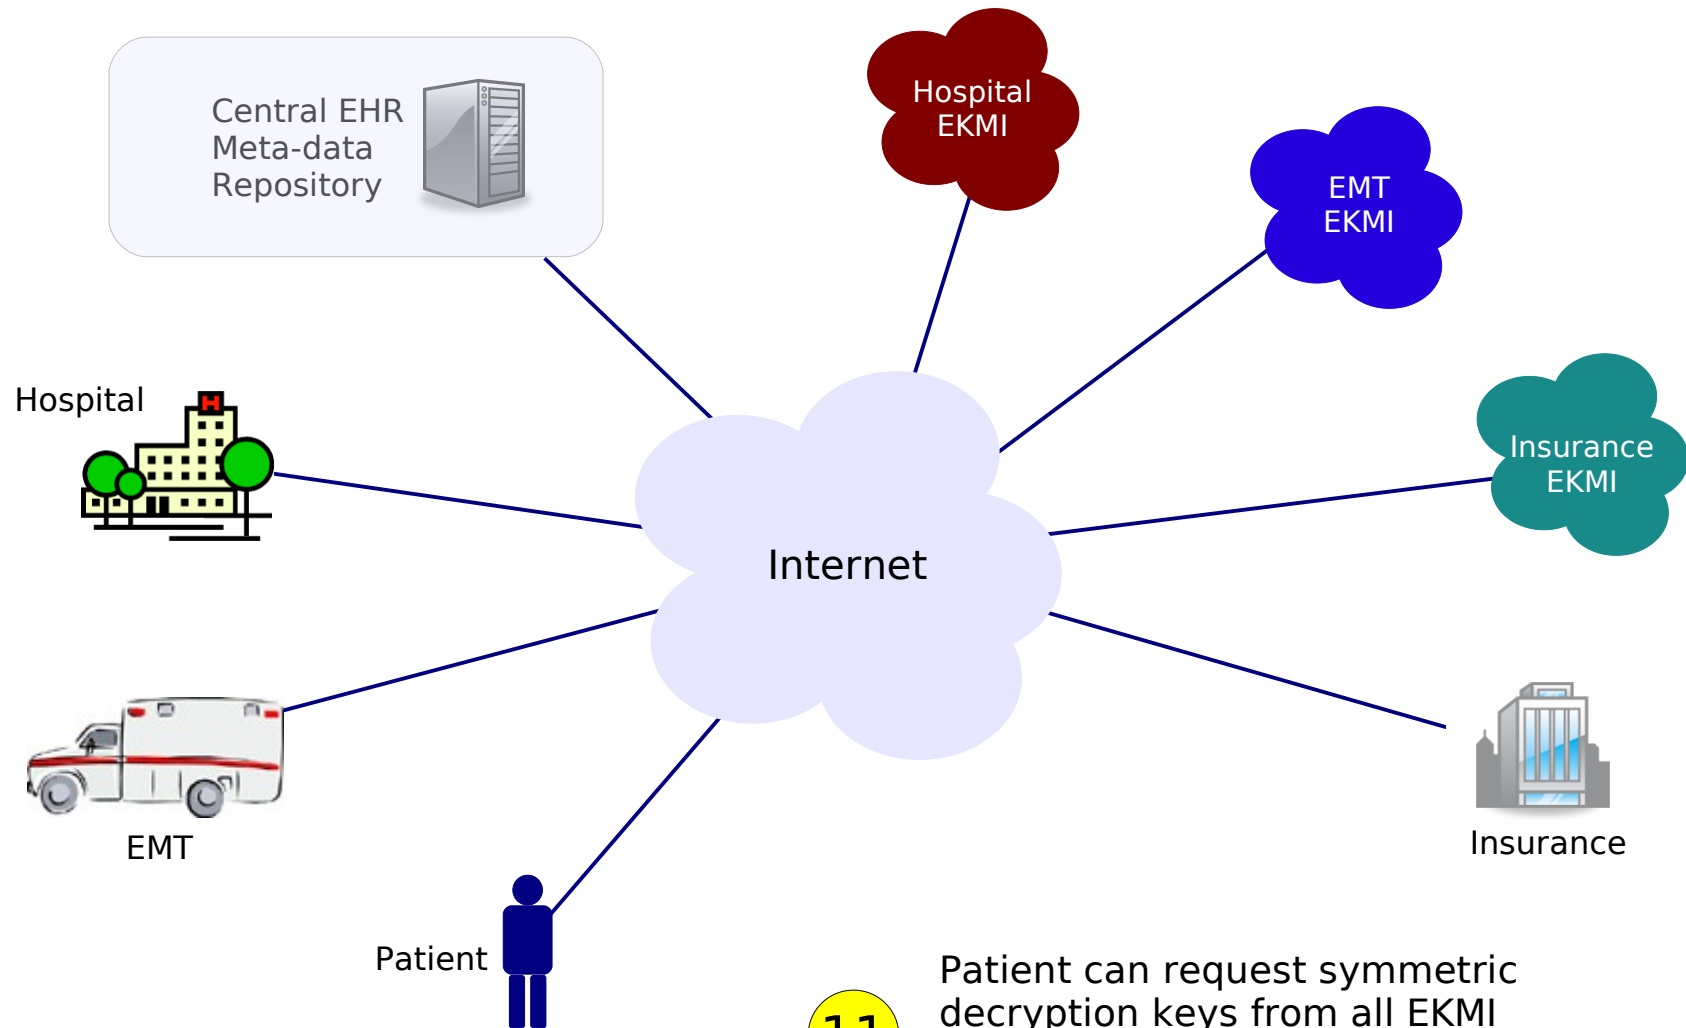 Central EHR
Meta-data
Repository
Hospital
EKMI
EMT
EKMI
Hospital
H
Insurance
EKMI
Internet
EMT
Insurance
Patient
11
Patient can request symmetric
decryption keys from all EKMI